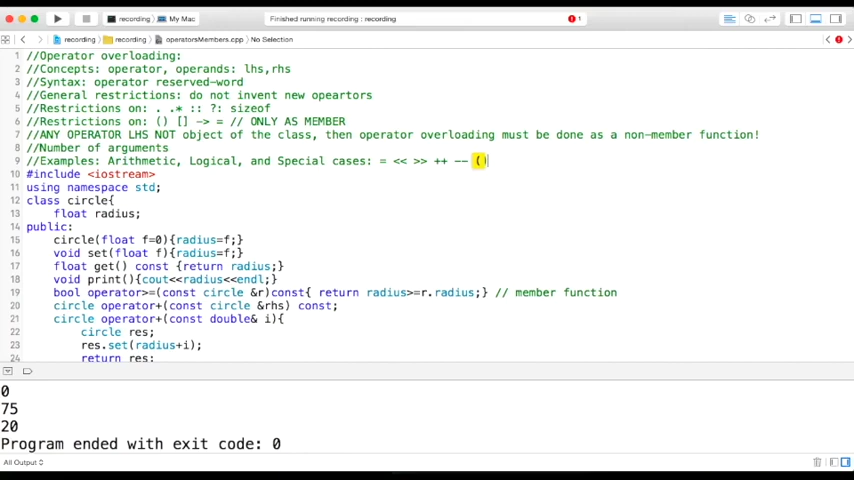 recording My Mac Finished running recording : recording 1
recording recording operatorsMembers.cpp No Selection
1 //Operator overloading:
2 //Concepts: operator, operands: lhs,rhs
3 //Syntax: operator reserved-word
4 //General restrictions: do not invent new opeartors
5 //Restrictions on: . .* :: ?: sizeof
6 //Restrictions on: () [] -> = // ONLY AS MEMBER
7 //ANY OPERATOR LHS NOT object of the class, then operator overloading must be done as a non-member function!
8 //Number of arguments
9 //Examples: Arithmetic, Logical, and Special cases: = << >> ++ -- ()
10 #include <iostream>
11 using namespace std;
12 class circle{
13 float radius;
14 public:
15 circle(float f=0){radius=f;}
16 void set(float f){radius=f;}
17 float get() const {return radius;}
18 void print(){cout<<radius<<endl;}
19 bool operator>=(const circle &r)const{ return radius>=r.radius;} // member function
20 circle operator+(const circle &rhs) const;
21 circle operator+(const double& i){
22 circle res;
23 res.set(radius+i);
24 return res;
0
75
20
Program ended with exit code: 0
All Output